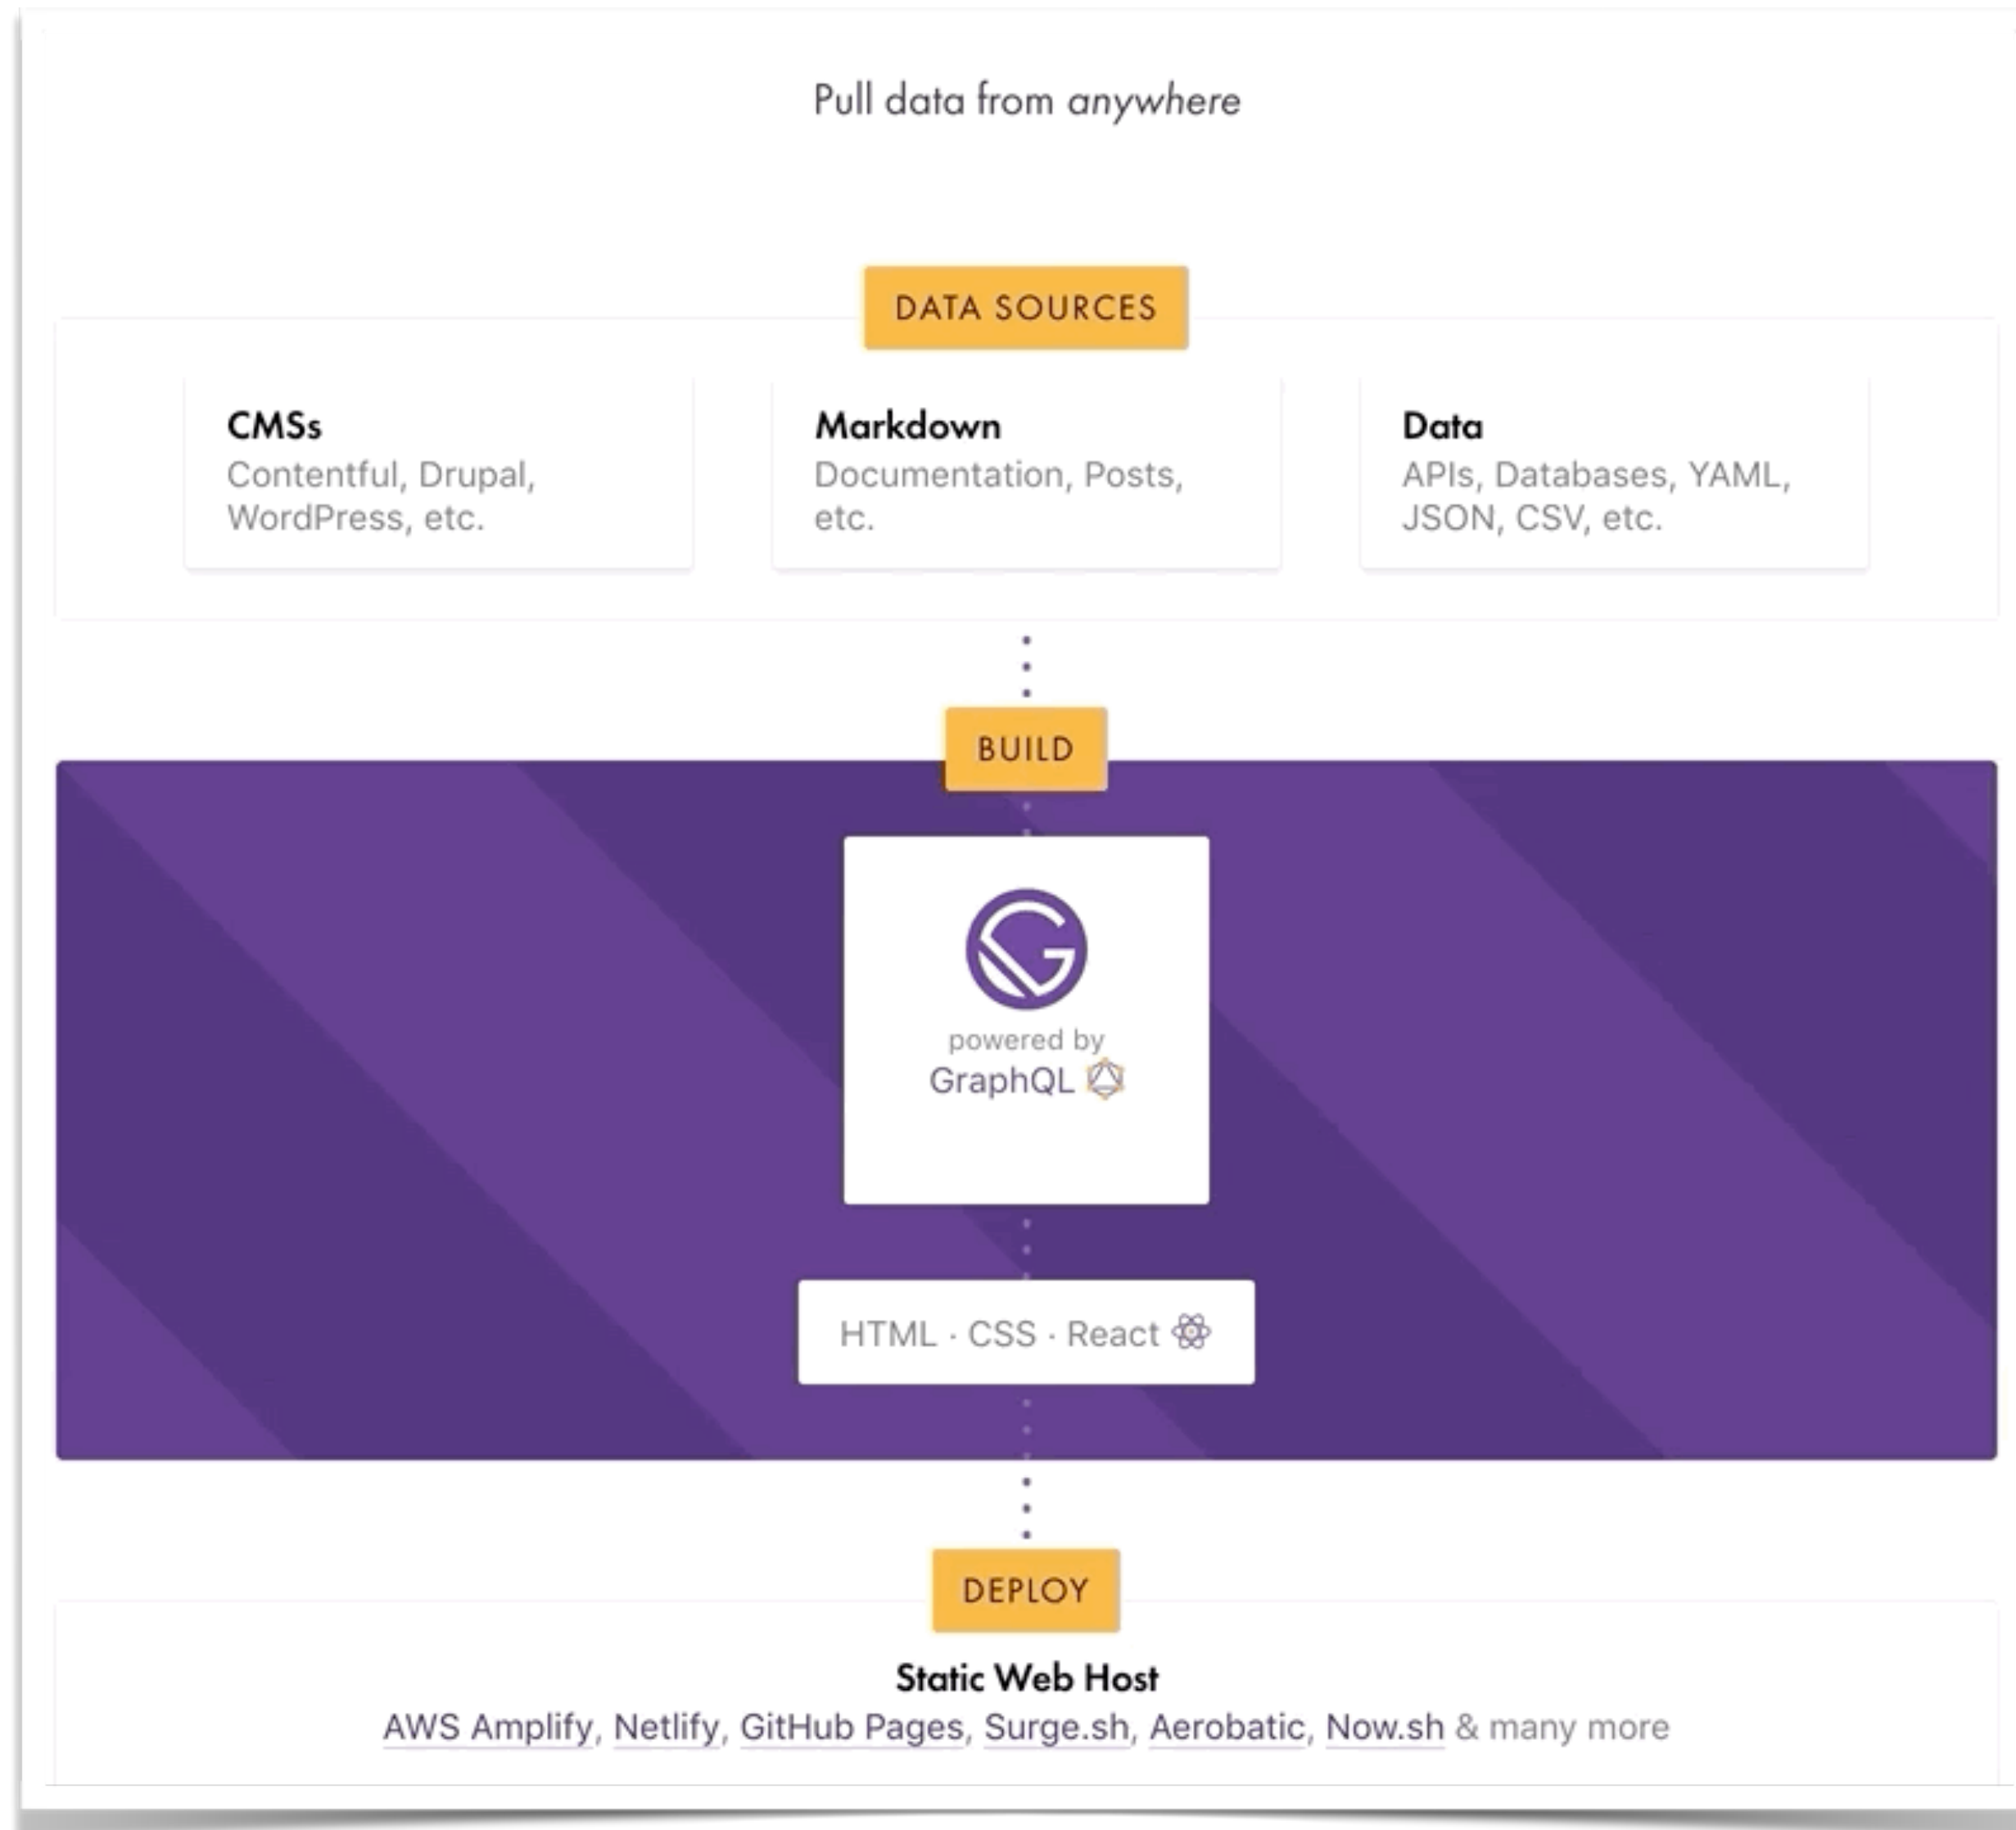 Pull data from anywhere
DATA SOURCES
CMSs
Contentful, Drupal,
WordPress, etc.
Markdown
Documentation, Posts,
etc.
Data
APIs, Databases, YAML,
JSON, CSV, etc.
BUILD
powered by
GraphQL
HTML · CSS · React
DEPLOY
Static Web Host
AWS Amplify, Netlify, GitHub Pages, Surge.sh, Aerobatic, Now.sh & many more